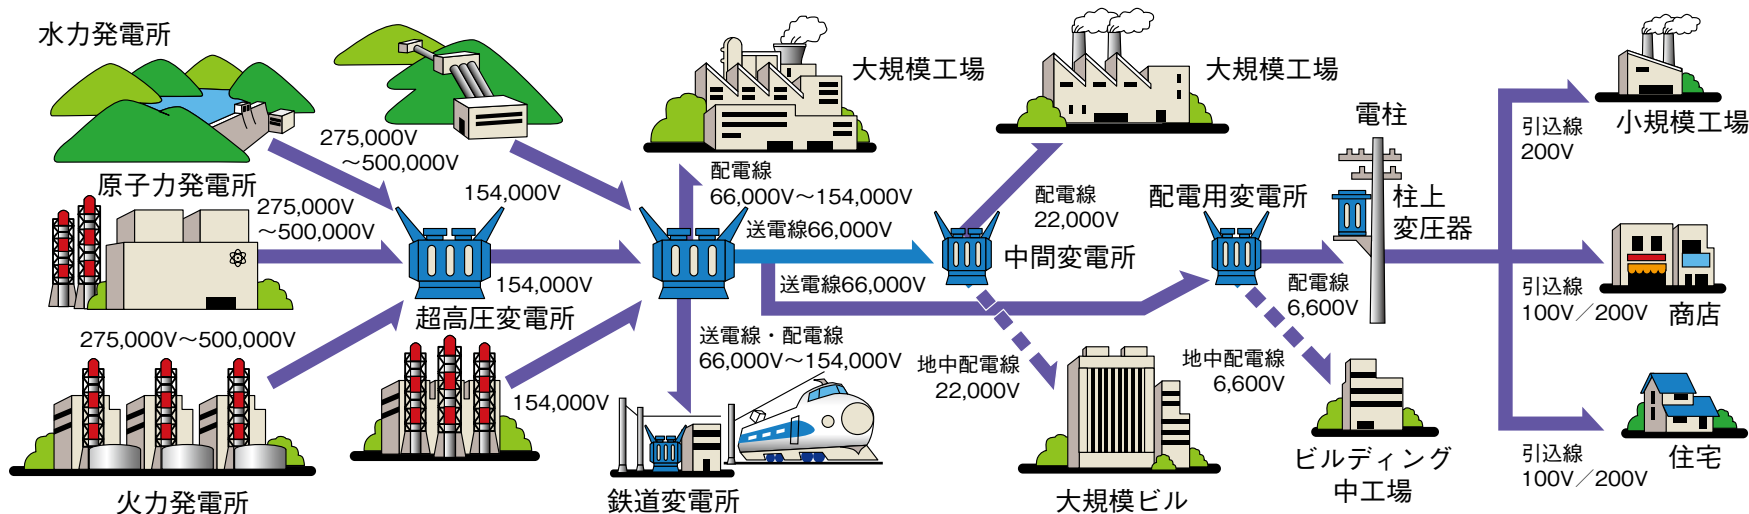 水力発電所
275,000V
～500,000V
原子力発電所
275,000V
～500,000V
275,000V～500,000V
火力発電所
154,000V
154,000V
超高圧変電所
154,000V
大規模工場
配電線
66,000V～154,000V
送電線66,000V
送電線66,000V
送電線・配電線
66,000V～154,000V
鉄道変電所
大規模工場
配電線
22,000V
中間変電所
地中配電線
22,000V
大規模ビル
配電用変電所
配電線
6,600V
地中配電線
6,600V
ビルディング
中工場
電柱
柱上
変圧器
引込線
200V
小規模工場
引込線
100V／200V
商店
引込線
100V／200V
住宅